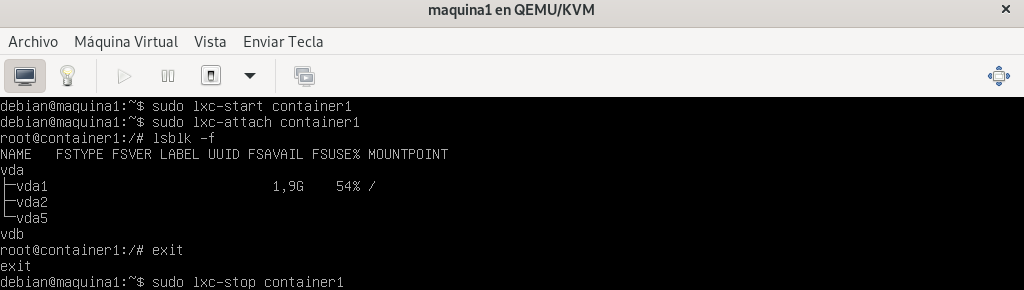 maquina1 en QEMU/KVM
Archivo Máquina Virtual Vista Enviar Tecla
debian@maquina1:~$ sudo lxc-start container1
debian@maquina1:~$ sudo lxc-attach container1
root@container1:/# lsblk -f
NAME   FSTYPE FSVER LABEL UUID FSAVAIL FSUSE% MOUNTPOINT
vda
├─vda1                            1,9G    54% /
├─vda2
└─vda5
vdb
root@container1:/# exit
exit
debian@maquina1:~$ sudo lxc-stop container1